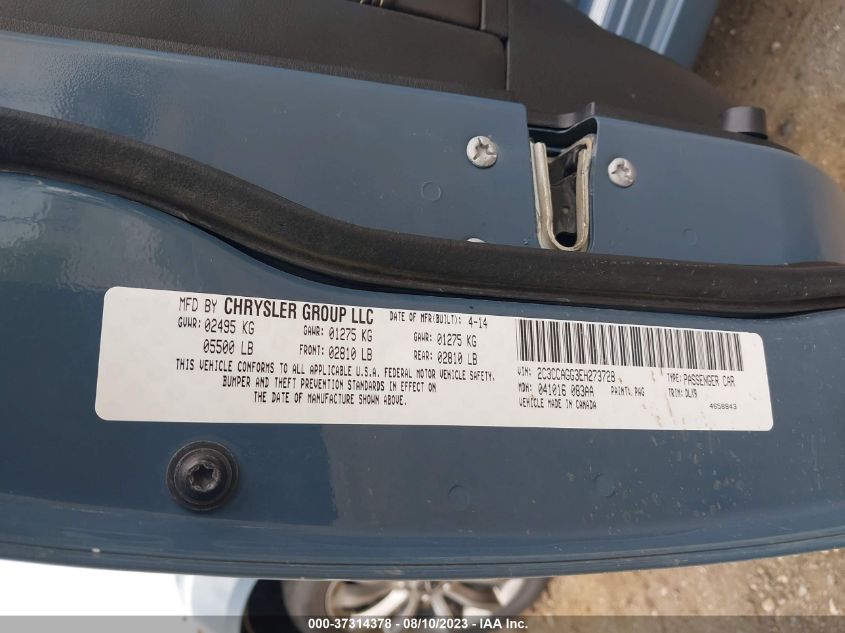 MFD BY CHRYSLER GROUP LLC DATE OF MFR(BUILT): 4-14
GVWR: 02495 KG GAWR: 01275 KG GAWR: 01275 KG
05500 LB FRONT: 02810 LB REAR: 02810 LB
THIS VEHICLE CONFORMS TO ALL APPLICABLE U.S.A. FEDERAL MOTOR VEHICLE SAFETY,
BUMPER AND THEFT PREVENTION STANDARDS IN EFFECT ON
THE DATE OF MANUFACTURE SHOWN ABOVE.
VIN: 2C3CCAGG3EH273728 TYPE: PASSENGER CAR
MDH: 041016 083AA PAINT: PWG TRIM: DLX9
VEHICLE MADE IN CANADA 4658843
000-37314378 - 08/10/2023 - IAA Inc.